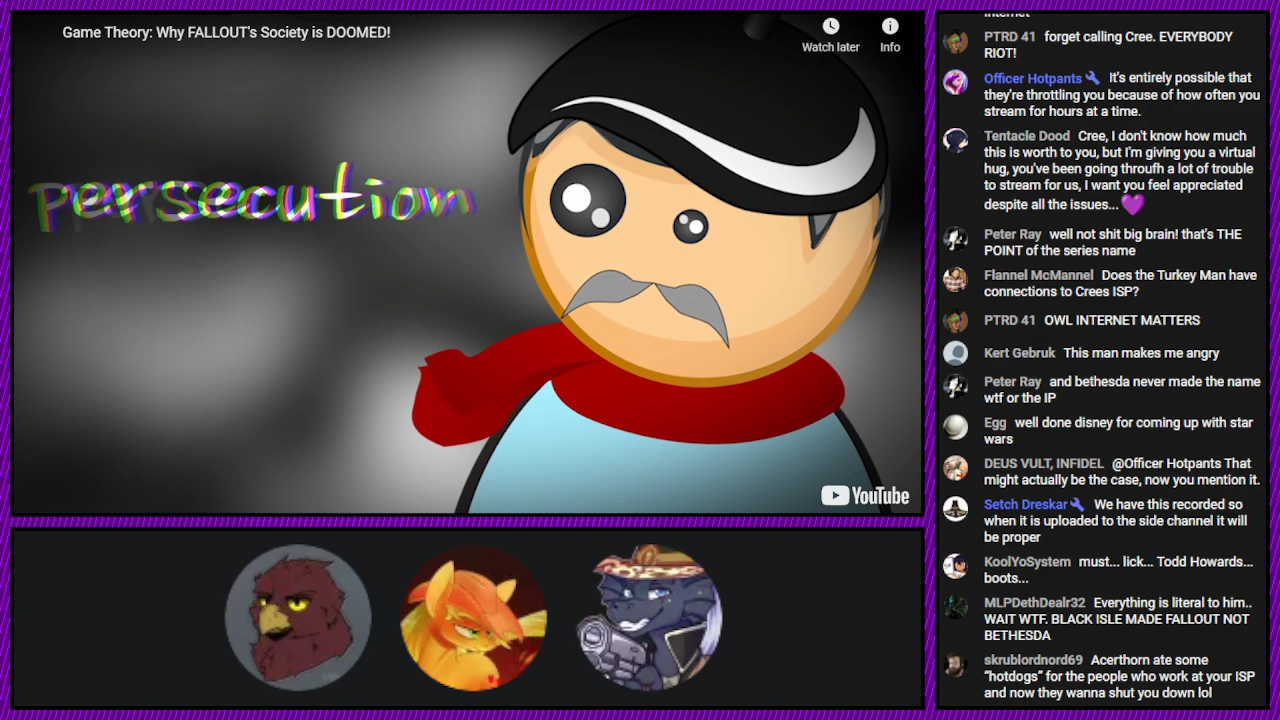 Game Theory: Why FALLOUT's Society is DOOMED!
Watch later
Info
persecution
YouTube
internet
PTRD 41 forget calling Cree. EVERYBODY
RIOT!
Officer Hotpants It's entirely possible that
they're throttling you because of how often you
stream for hours at a time.
Tentacle Dood Cree, I don't know how much
this is worth to you, but I'm giving you a virtual
hug, you've been going throufh a lot of trouble
to stream for us, I want you feel appreciated
despite all the issues...
Peter Ray well not shit big brain! that's THE
POINT of the series name
Flannel McMannel Does the Turkey Man have
connections to Crees ISP?
PTRD 41 OWL INTERNET MATTERS
Kert Gebruk This man makes me angry
Peter Ray and bethesda never made the name
wtf or the IP
Egg well done disney for coming up with star
wars
DEUS VULT, INFIDEL @Officer Hotpants That
might actually be the case, now you mention it.
Setch Dreskar We have this recorded so
when it is uploaded to the side channel it will
be proper
KoolYoSystem must... lick... Todd Howards...
boots...
MLPDethDealr32 Everything is literal to him..
WAIT WTF. BLACK ISLE MADE FALLOUT NOT
BETHESDA
skrublordnord69 Acerthorn ate some
“hotdogs” for the people who work at your ISP
and now they wanna shut you down lol